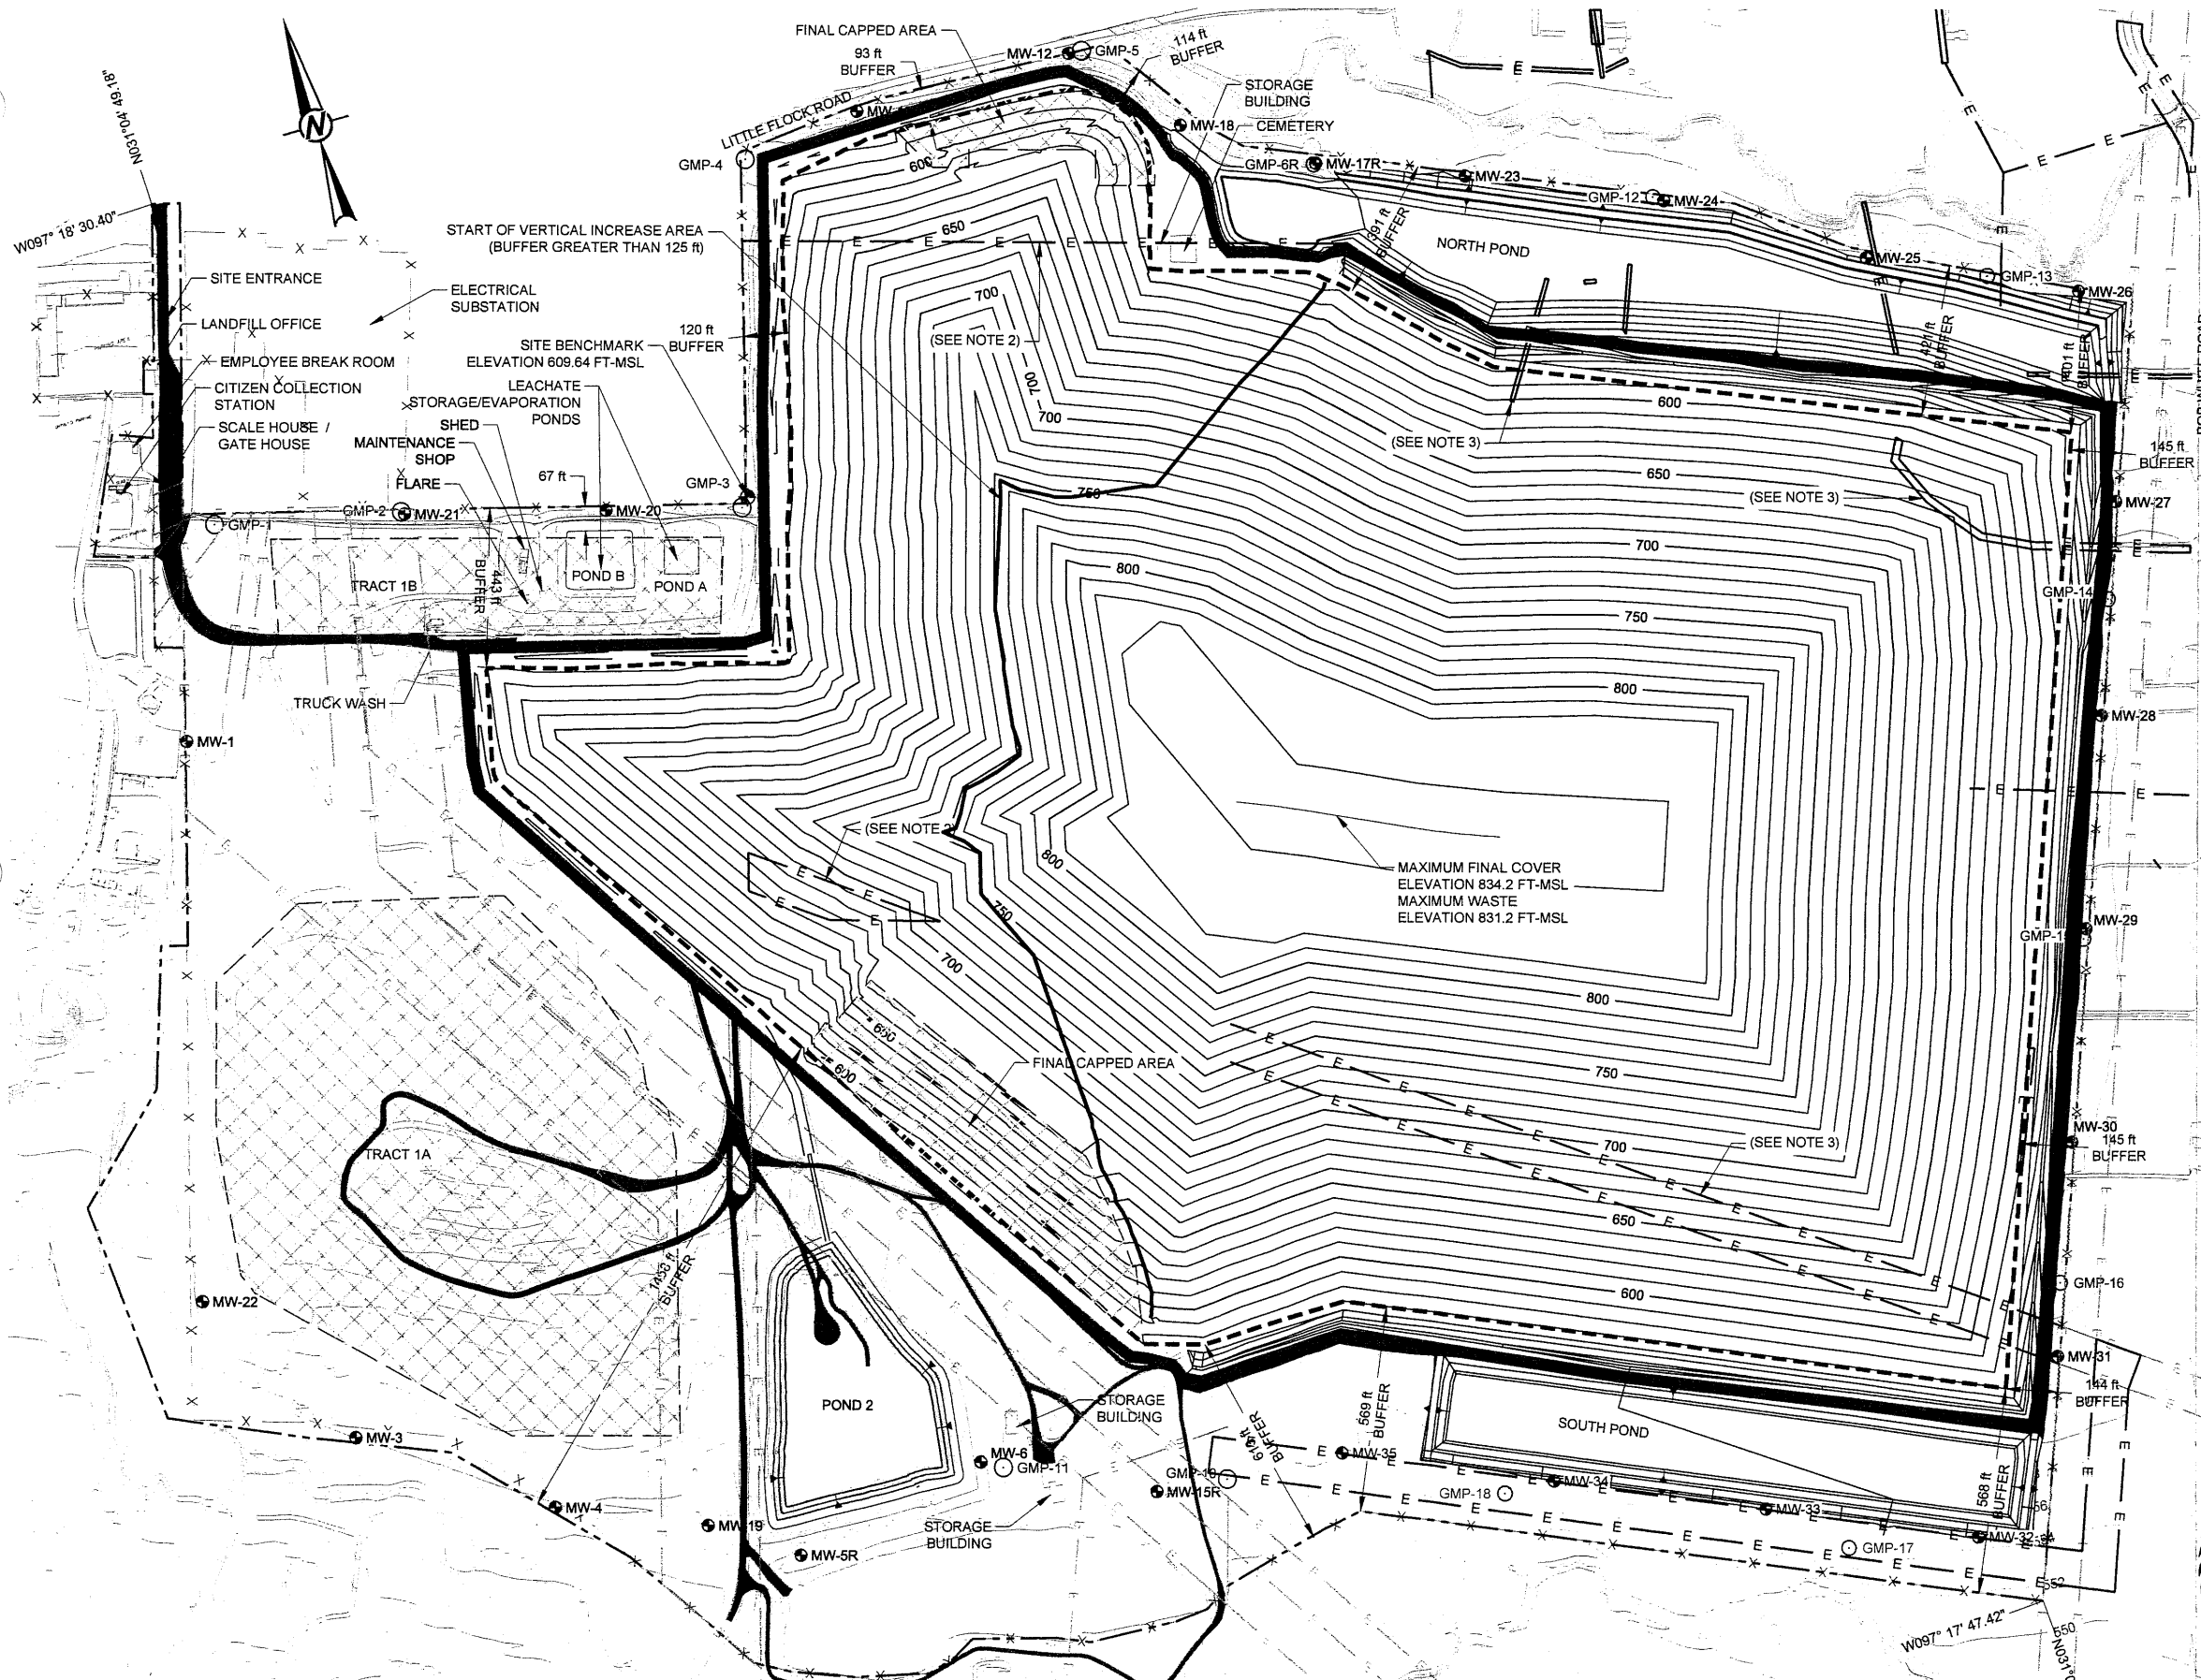 FINAL CAPPED AREA
93 ft
BUFFER
MW-12
GMP-5
114 ft
BUFFER
STORAGE
BUILDING
CEMETERY
MW-18
LITTLE FLOCK ROAD
GMP-4
N
N031°04'49.18"
W097° 18' 30.40"
GMP-6R
MW-17R
MW-23
GMP-12
MW-24
391 ft
BUFFER
NORTH POND
MW-25
GMP-13
MW-26
START OF VERTICAL INCREASE AREA
(BUFFER GREATER THAN 125 ft)
SITE ENTRANCE
ELECTRICAL
SUBSTATION
LANDFILL OFFICE
EMPLOYEE BREAK ROOM
CITIZEN COLLECTION
STATION
SCALE HOUSE /
GATE HOUSE
120 ft
BUFFER
SITE BENCHMARK
ELEVATION 609.64 FT-MSL
LEACHATE
STORAGE/EVAPORATION
PONDS
SHED
MAINTENANCE
SHOP
FLARE
67 ft
GMP-3
GMP-1
GMP-2
MW-21
MW-20
TRACT 1B
443 ft
BUFFER
POND B
POND A
TRUCK WASH
MW-1
600
650
700
700
700
(SEE NOTE 2)
750
800
(SEE NOTE 3)
600
650
(SEE NOTE 3)
700
750
800
BUFFER
BUFFER
145 ft
BUFFER
MW-27
GMP-14
MW-28
MAXIMUM FINAL COVER
ELEVATION 834.2 FT-MSL
MAXIMUM WASTE
ELEVATION 831.2 FT-MSL
MW-29
800
750
700
800
750
700
650
600
(SEE NOTE 3)
MW-30
145 ft
BUFFER
FINAL CAPPED AREA
600
TRACT 1A
BUFFER
MW-22
MW-3
MW-4
MW-19
MW-5R
POND 2
STORAGE
BUILDING
MW-6
GMP-11
MW-15R
STORAGE
BUILDING
BUFFER
569 ft
BUFFER
MW-35
GMP-18
MW-34
SOUTH POND
MW-33
GMP-17
568 ft
BUFFER
GMP-16
MW-31
144 ft
BUFFER
W097° 17' 47.42"
550